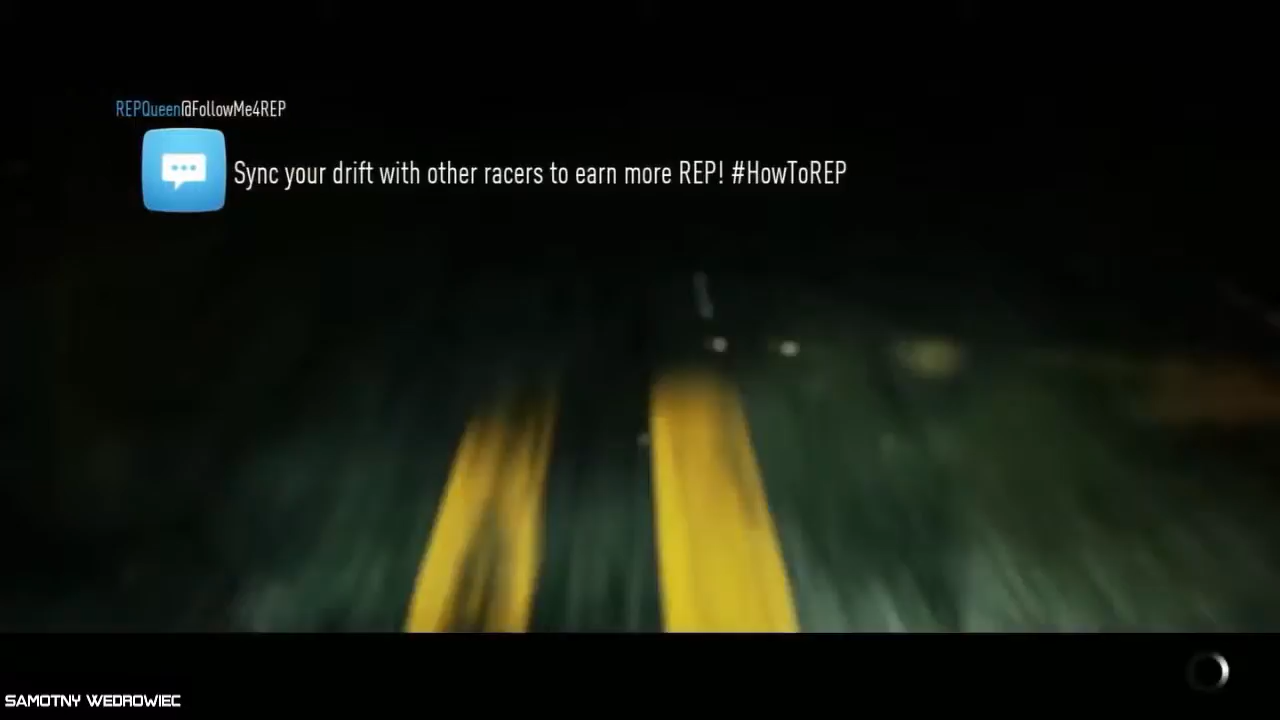 REPQueen@FollowMe4REP
Sync your drift with other racers to earn more REP! #HowToREP
SAMOTNY WEDROWIEC